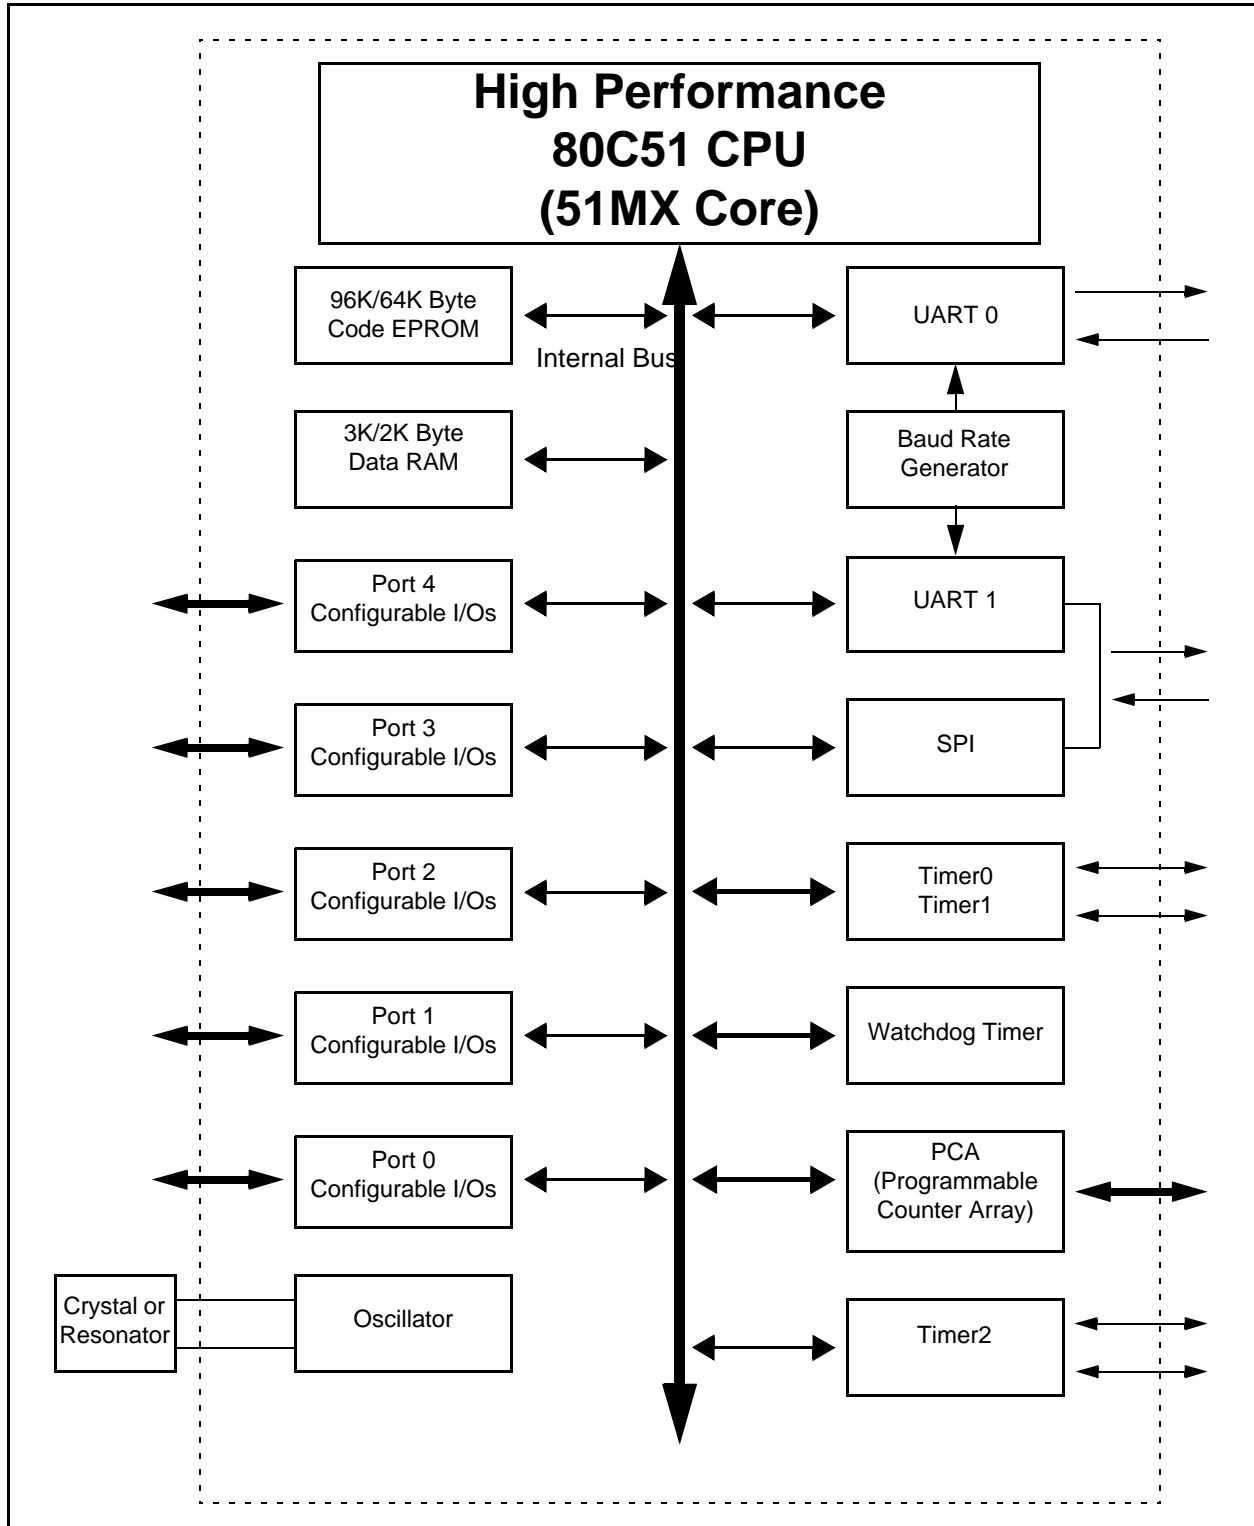 High Performance
80C51 CPU
(51MX Core)
96K/64K Byte
Code EPROM
Internal Bus
UART 0
3K/2K Byte
Data RAM
Baud Rate
Generator
Port 4
Configurable I/Os
UART 1
Port 3
Configurable I/Os
SPI
Port 2
Configurable I/Os
Timer0
Timer1
Port 1
Configurable I/Os
Watchdog Timer
Port 0
Configurable I/Os
PCA
(Programmable
Counter Array)
Crystal or
Resonator
Oscillator
Timer2